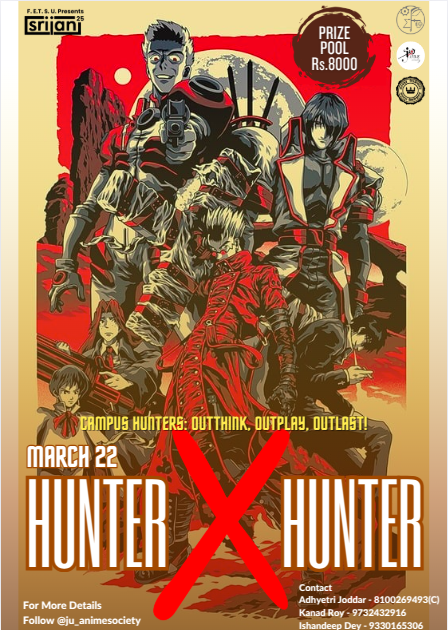 F. E.T. S. U. Presents
srijan 25
PRIZE
POOL
Rs.8000
CAMPUS HUNTERS: OUTTHINK, OUTPLAY, OUTLAST!
MARCH 22
HUNTER X HUNTER
For More Details
Follow @ju_animesociety
Contact
Adhyetri Joddar - 8100269493(C)
Kanad Roy - 9732432916
Ishandeep Dey - 9330165306